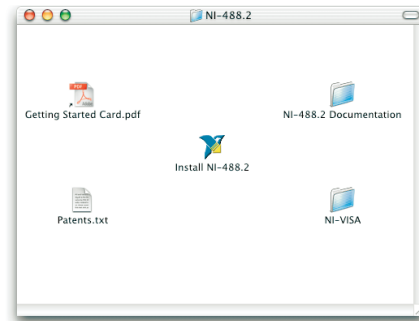 NI-488.2
PDF
Getting Started Card.pdf
NI-488.2 Documentation
Install NI-488.2
Patents.txt
NI-VISA